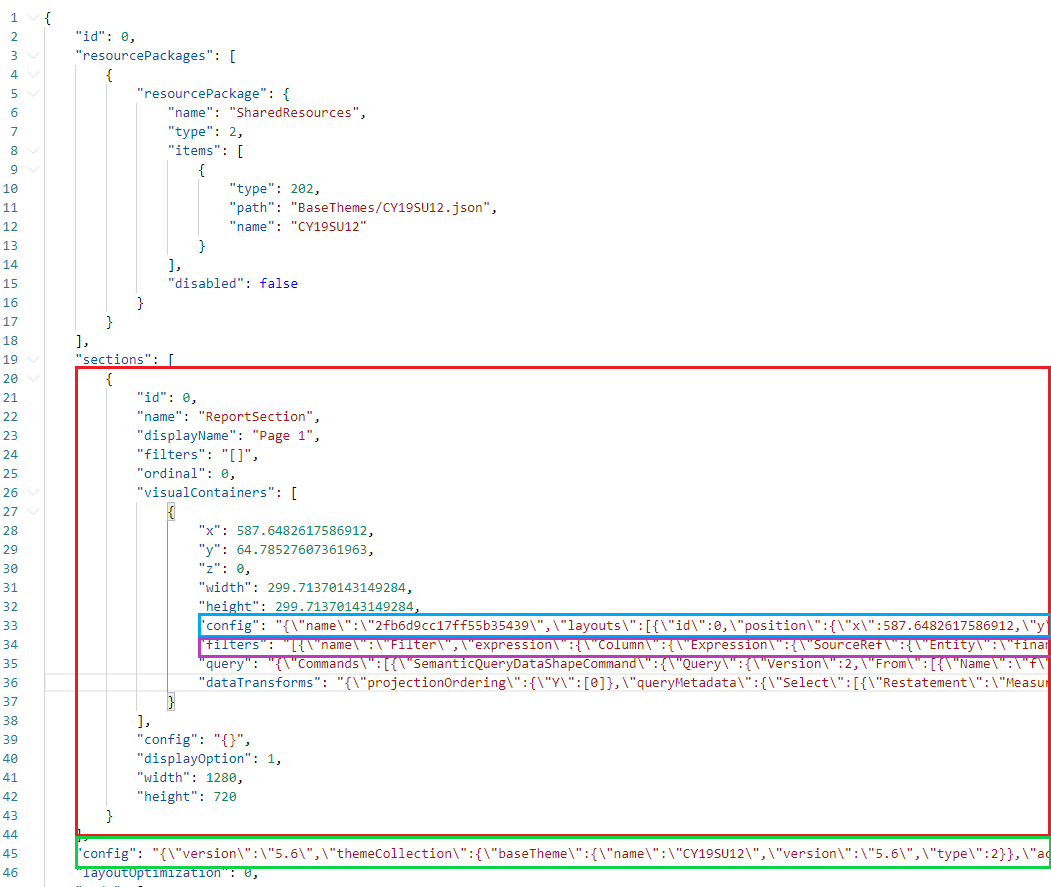 1 {
2 "id": 0,
3 "resourcePackages": [
4 {
5 "resourcePackage": {
6 "name": "SharedResources",
7 "type": 2,
8 "items": [
9 {
10 "type": 202,
11 "path": "BaseThemes/CY19SU12.json",
12 "name": "CY19SU12"
13 }
14 ],
15 "disabled": false
16 }
17 }
18 ],
19 "sections": [
20 {
21 "id": 0,
22 "name": "ReportSection",
23 "displayName": "Page 1",
24 "filters": "[]",
25 "ordinal": 0,
26 "visualContainers": [
27 {
28 "x": 587.6482617586912,
29 "y": 64.78527607361963,
30 "z": 0,
31 "width": 299.71370143149284,
32 "height": 299.71370143149284,
33 "config": "{\"name\":\"2fb6d9cc17ff55b35439\",\"layouts\":[{\"id\":0,\"position\":{\"x\":587.6482617586912,\"y\
34 "filters": "[{\"name\":\"Filter\",\"expression\":{\"Column\":{\"Expression\":{\"SourceRef\":{\"Entity\":\"finan
35 "query": "{\"Commands\":[{\"SemanticQueryDataShapeCommand\":{\"Query\":{\"Version\":2,\"From\":[{\"Name\":\"f\"
36 "dataTransforms": "{\"projectionOrdering\":{\"Y\":[0]},\"queryMetadata\":{\"Select\":[{\"Restatement\":\"Measur
37 }
38 ],
39 "config": "{}",
40 "displayOption": 1,
41 "width": 1280,
42 "height": 720
43 }
44 ],
45 "config": "{\"version\":\"5.6\",\"themeCollection\":{\"baseTheme\":{\"name\":\"CY19SU12\",\"version\":\"5.6\",\"type\":2}},\"ac
46 "layoutOptimization": 0,